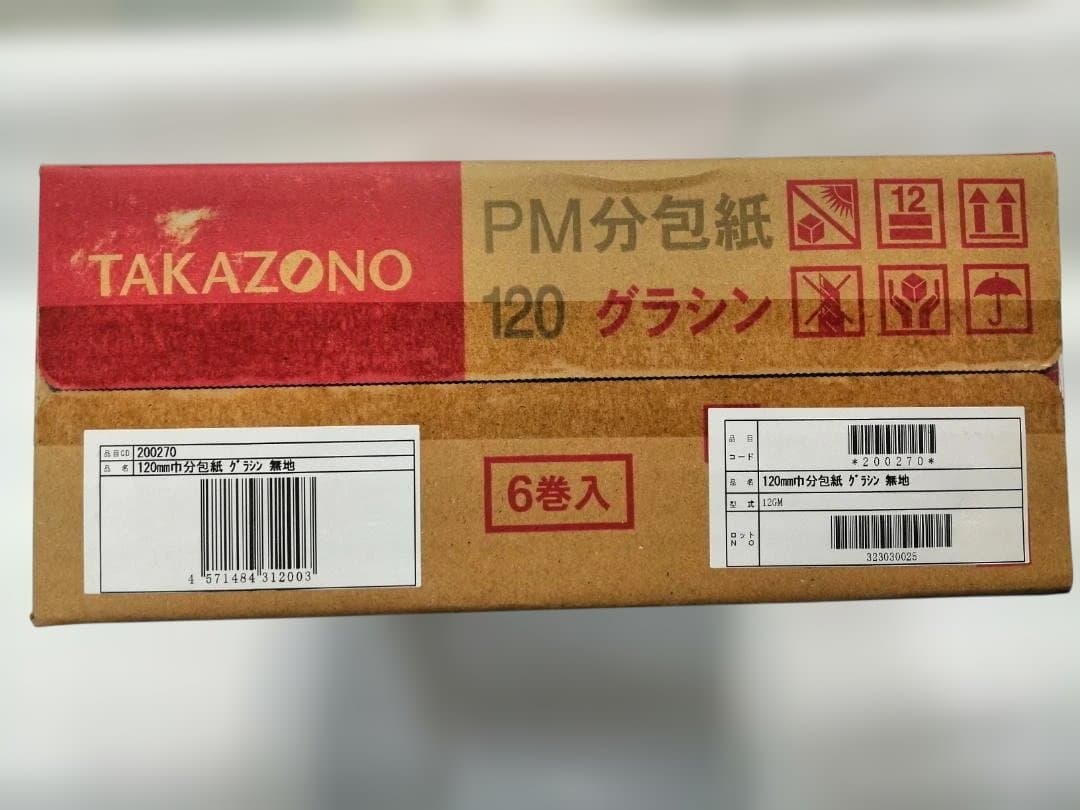 TAKAZONO
PM分包紙
120 グラシン
12
品目CD 200270
品 名 120mm巾分包紙 グラシン 無地
4 571484 312003
6巻入
品 目
コード
*200270*
品 名 120mm巾分包紙 グラシン 無地
型 式 12GM
ロット
N O
323030025